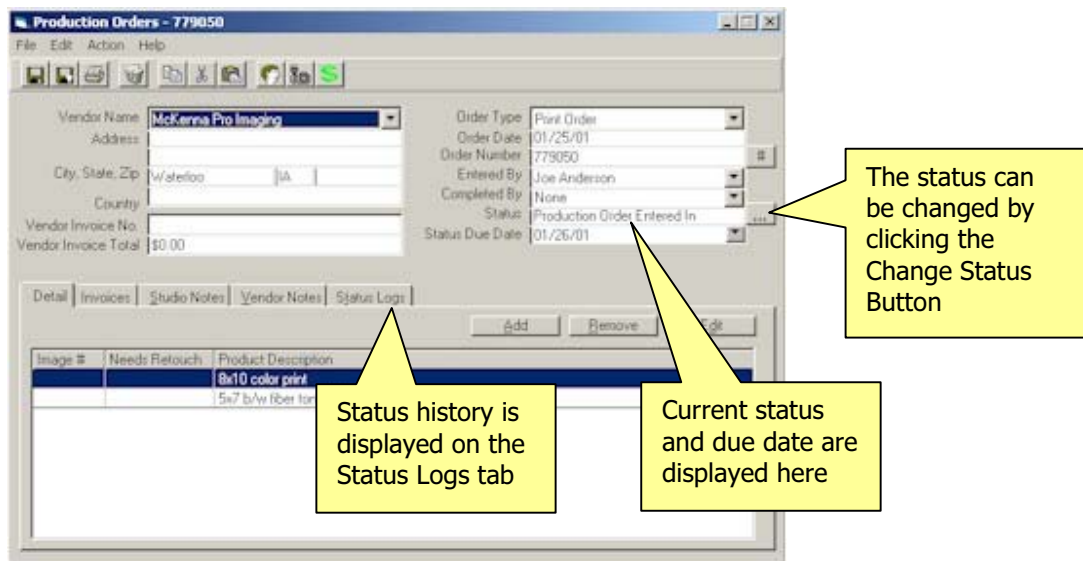 Production Orders - 779050
File Edit Action Help
Vendor Name McKenna Pro Imaging
Address
City, State, Zip Waterloo IA
Country
Vendor Invoice No.
Vendor Invoice Total $0.00
Order Type Print Order
Order Date 01/25/01
Order Number 779050 #
Entered By Joe Anderson
Completed By None
Status Production Order Entered In ...
Status Due Date 01/26/01
The status can
be changed by
clicking the
Change Status
Button
Detail Invoices Studio Notes Vendor Notes Status Logs
Add Remove Edit
Image # Needs Retouch Product Description
8x10 color print
5x7 b/w fiber
Status history is
displayed on the
Status Logs tab
Current status
and due date are
displayed here